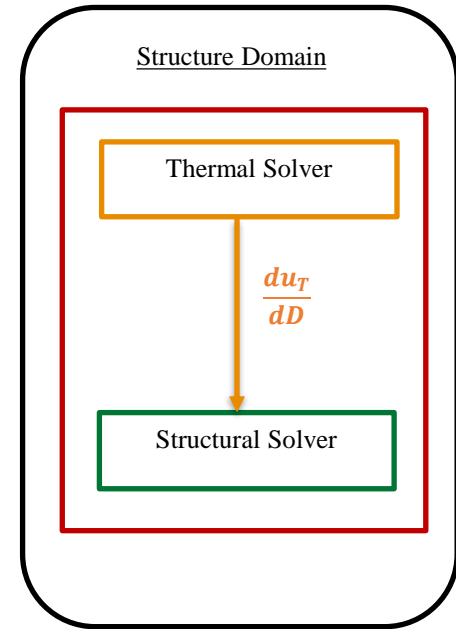 Structure Domain
Thermal Solver
du_T
dD
Structural Solver